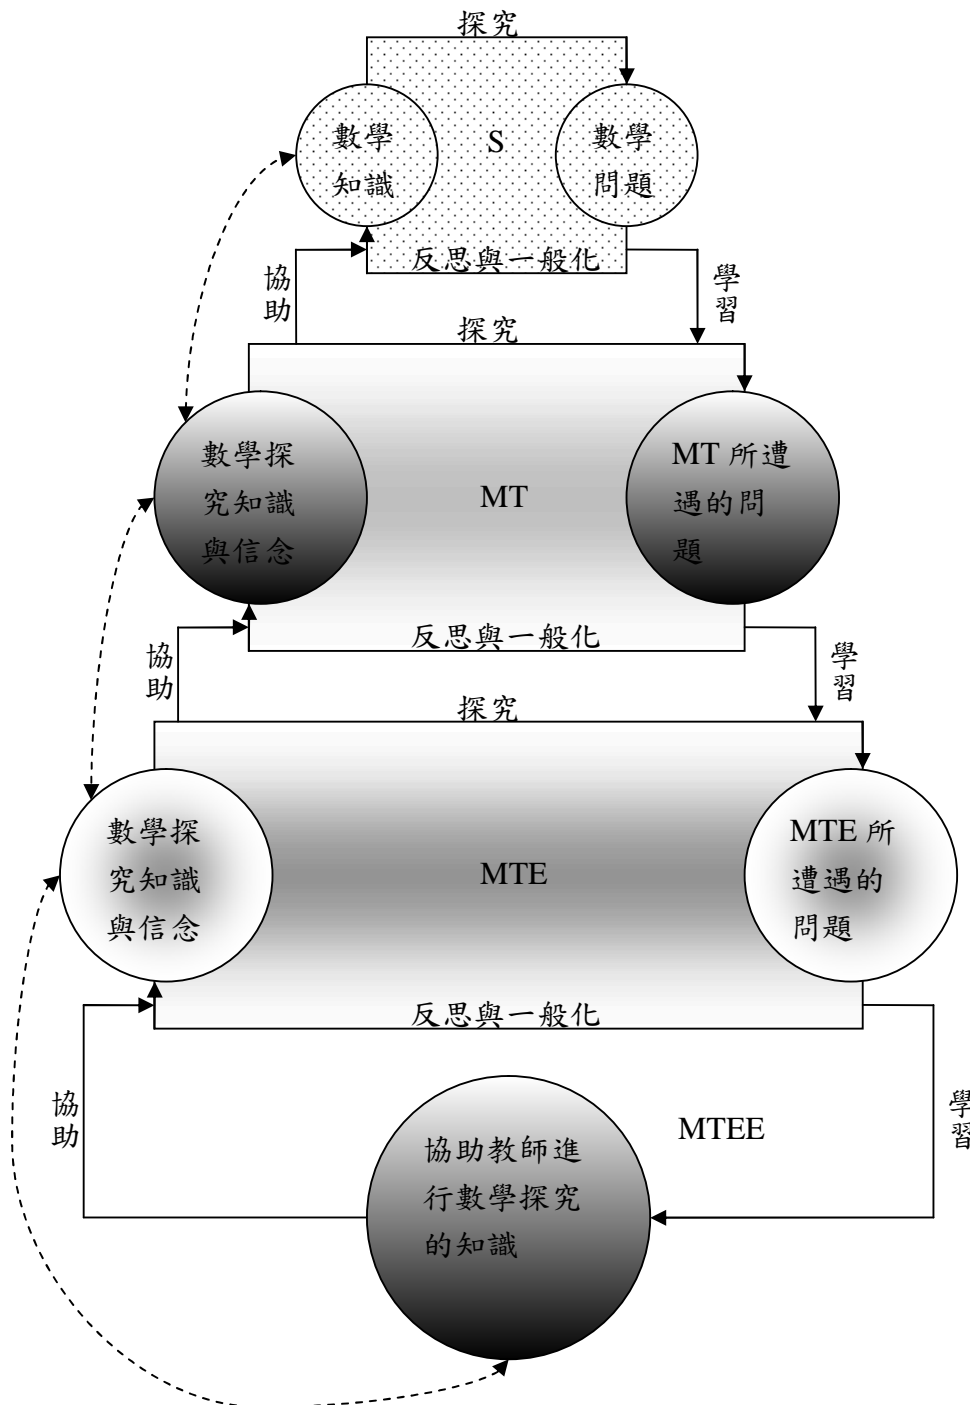 探究
數學
知識
S
數學
問題
反思與一般化
協
助
學
習
探究
數學探
究知識
與信念
MT
MT 所遭
遇的問
題
反思與一般化
協
助
學
習
探究
數學探
究知識
與信念
MTE
MTE 所
遭遇的
問題
反思與一般化
協
助
學
習
MTEE
協助教師進
行數學探究
的知識